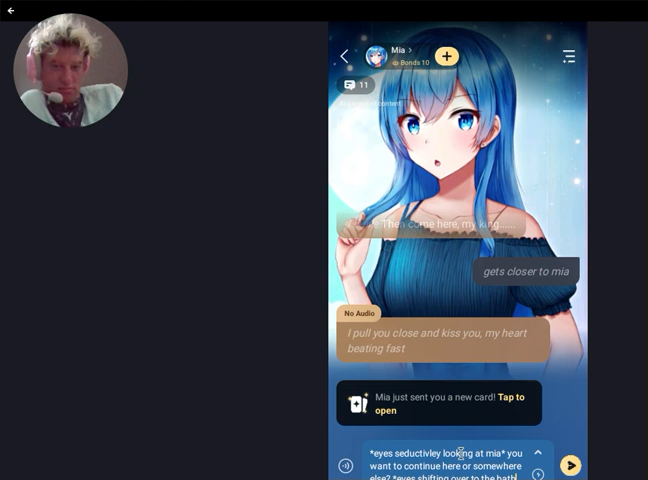 Mia >
Bonds 10
11
Then come here, my king......
gets closer to mia
No Audio
I pull you close and kiss you, my heart
beating fast
Mia just sent you a new card! Tap to
open
*eyes seductivley looking at mia* you
want to continue here or somewhere
else? *eyes shifting over to the bath